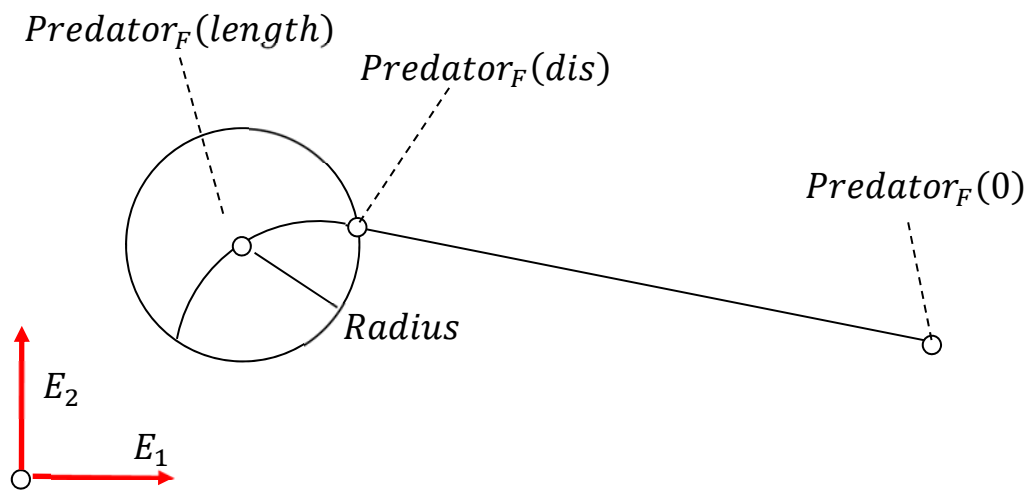 Predator_F(length)
Predator_F(dis)
Predator_F(0)
Radius
E_2
E_1